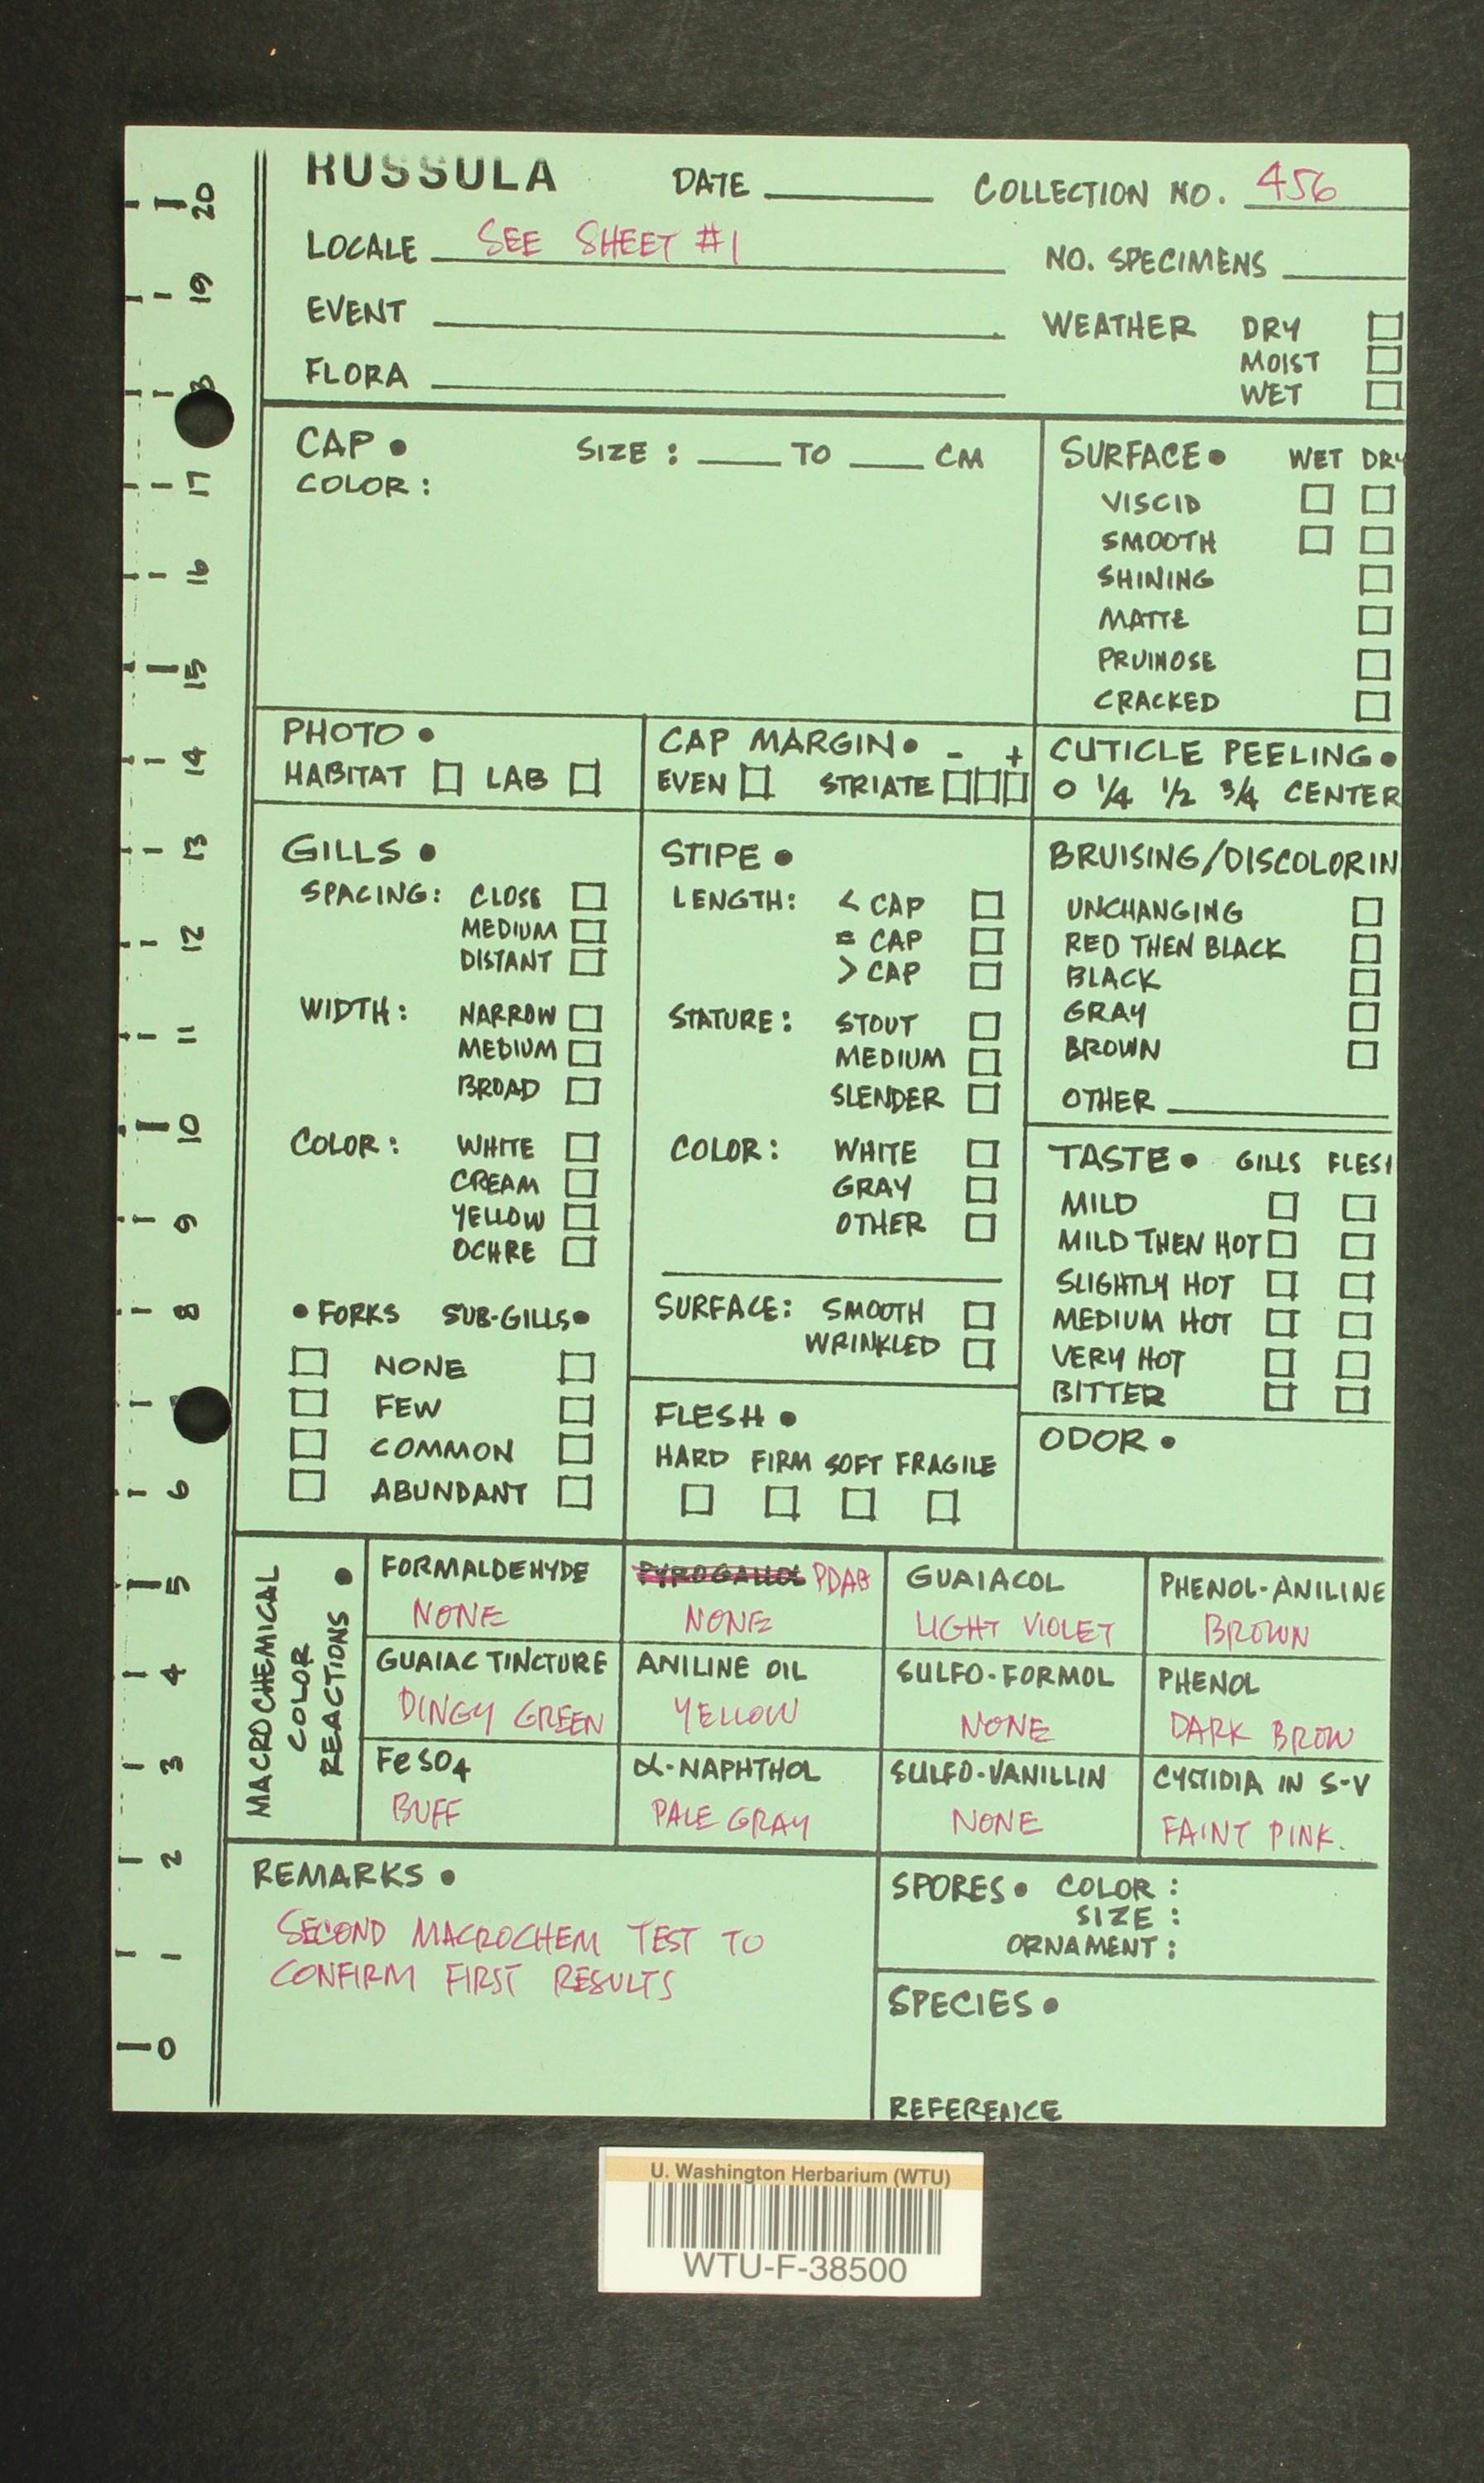 RUSSULA DATE COLLECTION NO. 456
LOCALE SEE SHEET #1
NO. SPECIMENS
EVENT
WEATHER DRY
MOIST
FLORA
WET
CAP • SIZE : TO CM
COLOR :
SURFACE • WET DRY
VISCID
SMOOTH
SHINING
MATTE
PRUINOSE
CRACKED
PHOTO •
HABITAT LAB
CAP MARGIN • - +
EVEN STRIATE
CUTICLE PEELING •
0 1/4 1/2 3/4 CENTER
GILLS •
SPACING: CLOSE
MEDIUM
DISTANT
WIDTH: NARROW
MEDIUM
BROAD
COLOR: WHITE
CREAM
YELLOW
OCHRE
• FORKS SUB-GILLS •
NONE
FEW
COMMON
ABUNDANT
STIPE •
LENGTH: < CAP
= CAP
> CAP
STATURE: STOUT
MEDIUM
SLENDER
COLOR: WHITE
GRAY
OTHER
SURFACE: SMOOTH
WRINKLED
FLESH •
HARD FIRM SOFT FRAGILE
BRUISING/DISCOLORIN
UNCHANGING
RED THEN BLACK
BLACK
GRAY
BROWN
OTHER
TASTE • GILLS FLESH
MILD
MILD THEN HOT
SLIGHTLY HOT
MEDIUM HOT
VERY HOT
BITTER
ODOR •
MACROCHEMICAL
COLOR
REACTIONS •
FORMALDEHYDE
NONE
PYROGALLOL PDAB
NONE
GUAIACOL
LIGHT VIOLET
PHENOL-ANILINE
BROWN
GUAIAC TINCTURE
DINGY GREEN
ANILINE OIL
YELLOW
SULFO-FORMOL
NONE
PHENOL
DARK BROW
FeSO4
BUFF
α-NAPHTHOL
PALE GRAY
SULFO-VANILLIN
NONE
CYSTIDIA IN S-V
FAINT PINK.
REMARKS •
SECOND MACROCHEM TEST TO
CONFIRM FIRST RESULTS
SPORES • COLOR :
SIZE :
ORNAMENT :
SPECIES •
REFERENCE
20
19
8
17
16
15
14
13
12
11
10
9
8
6
5
4
3
2
1
0
U. Washington Herbarium (WTU)
WTU-F-38500